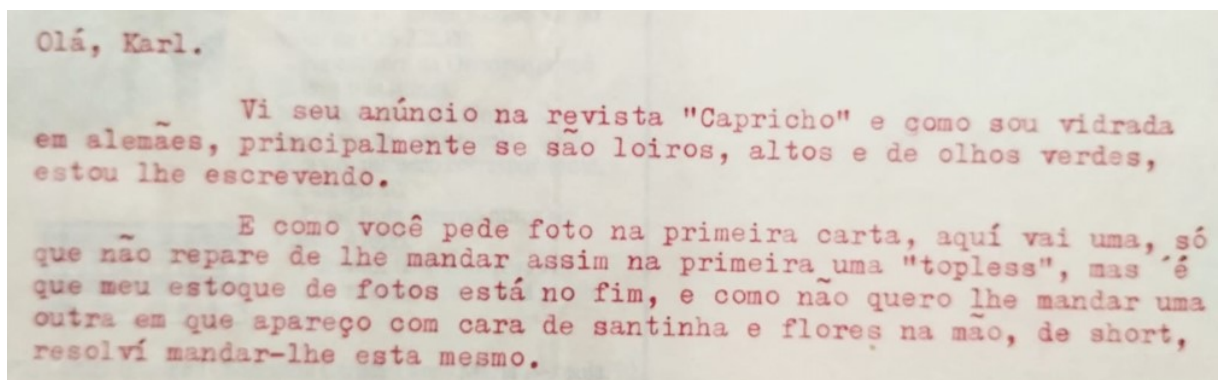 Olá, Karl.
Vi seu anúncio na revista "Capricho" e como sou vidrada
em alemães, principalmente se são loiros, altos e de olhos verdes,
estou lhe escrevendo.
E como você pede foto na primeira carta, aquí vai uma, só
que não repare de lhe mandar assim na primeira uma "topless", mas ´é
que meu estoque de fotos está no fim, e como não quero lhe mandar uma
outra em que apareço com cara de santinha e flores na mão, de short,
resolví mandar-lhe esta mesmo.